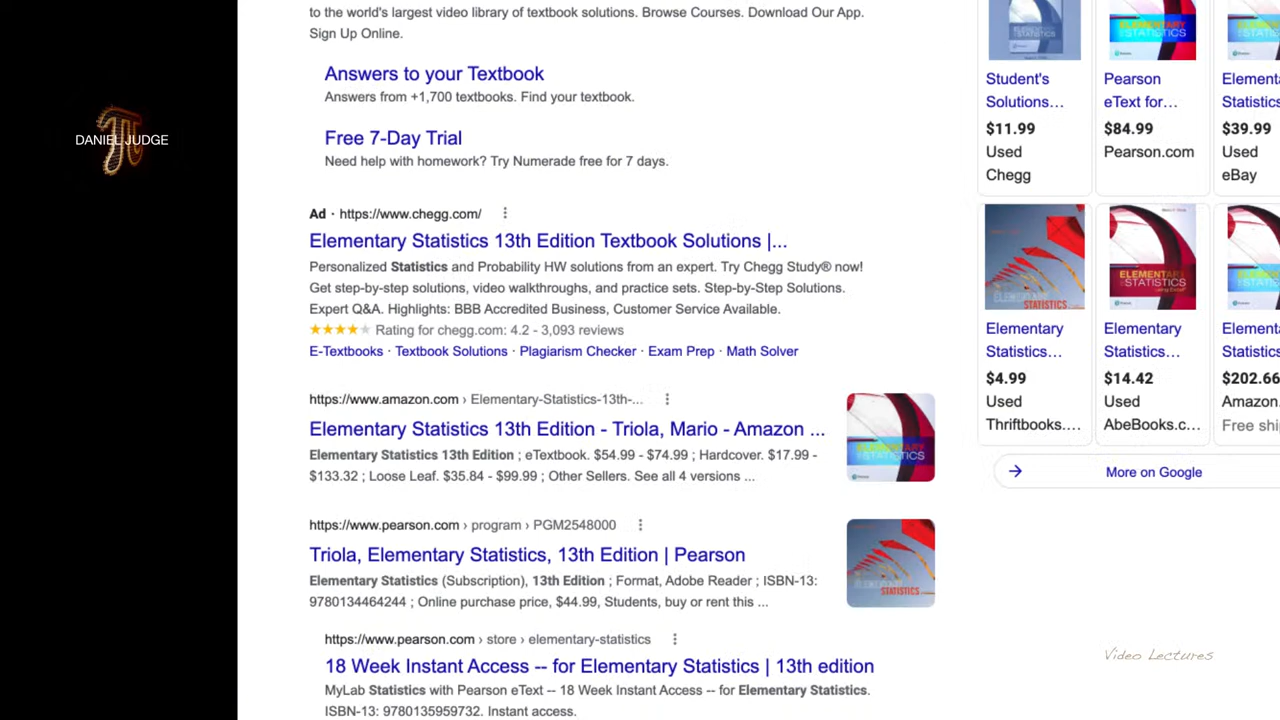 to the world's largest video library of textbook solutions. Browse Courses. Download Our App.
Sign Up Online.
Answers to your Textbook
Answers from +1,700 textbooks. Find your textbook.
Free 7-Day Trial
Need help with homework? Try Numerade free for 7 days.
Ad · https://www.chegg.com/
Elementary Statistics 13th Edition Textbook Solutions |...
Personalized Statistics and Probability HW solutions from an expert. Try Chegg Study® now!
Get step-by-step solutions, video walkthroughs, and practice sets. Step-by-Step Solutions.
Expert Q&A. Highlights: BBB Accredited Business, Customer Service Available.
Rating for chegg.com: 4.2 - 3,093 reviews
E-Textbooks · Textbook Solutions · Plagiarism Checker · Exam Prep · Math Solver
https://www.amazon.com › Elementary-Statistics-13th-...
Elementary Statistics 13th Edition - Triola, Mario - Amazon ...
Elementary Statistics 13th Edition ; eTextbook. $54.99 - $74.99 ; Hardcover. $17.99 -
$133.32 ; Loose Leaf. $35.84 - $99.99 ; Other Sellers. See all 4 versions ...
https://www.pearson.com › program › PGM2548000
Triola, Elementary Statistics, 13th Edition | Pearson
Elementary Statistics (Subscription), 13th Edition ; Format, Adobe Reader ; ISBN-13:
9780134464244 ; Online purchase price, $44.99, Students, buy or rent this ...
https://www.pearson.com › store › elementary-statistics
18 Week Instant Access -- for Elementary Statistics | 13th edition
MyLab Statistics with Pearson eText -- 18 Week Instant Access -- for Elementary Statistics.
ISBN-13: 9780135959732. Instant access.
Student's
Solutions...
$11.99
Used
Chegg
Pearson
eText for...
$84.99
Pearson.com
Element
Statistics
$39.99
Used
eBay
Elementary
Statistics...
$4.99
Used
Thriftbooks....
ELEMENTARY
STATISTICS
Elementary
Statistics...
$14.42
Used
AbeBooks.c...
Element
Statistics
$202.66
Amazon.
Free ship
More on Google
DANIEL JUDGE
Video Lectures